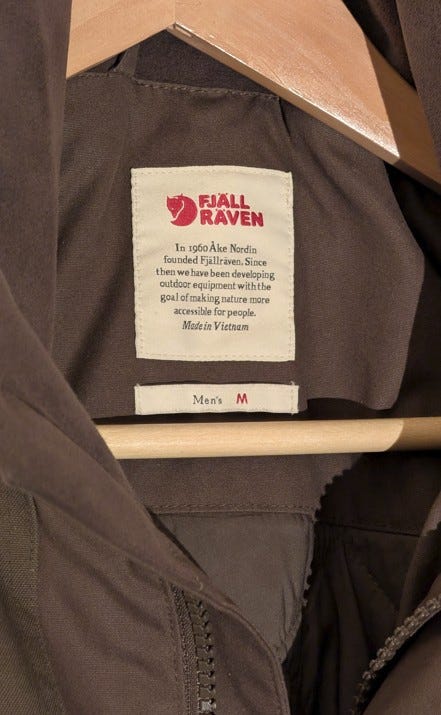 FJÄLL
RÄVEN
In 1960 Åke Nordin
founded Fjällräven. Since
then we have been developing
outdoor equipment with the
goal of making nature more
accessible for people.
Made in Vietnam
Men's M